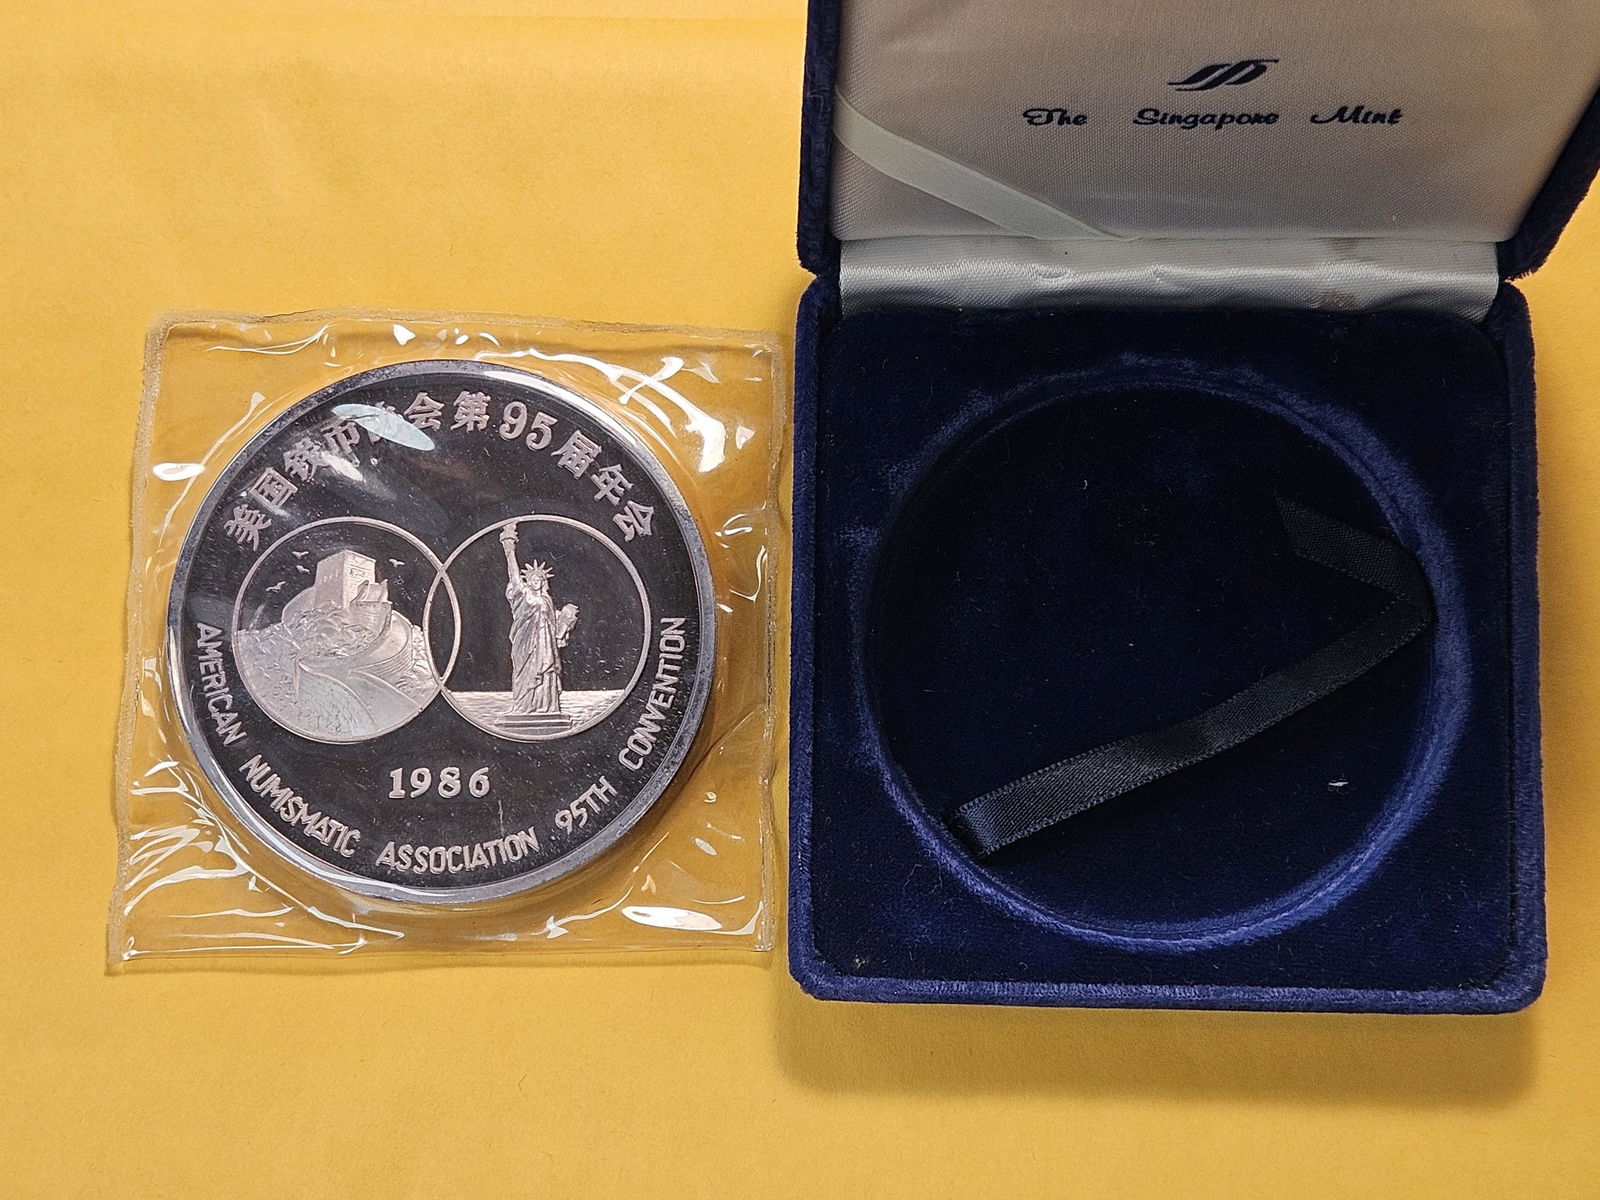 The Singapore Mint
美国钱币协会第95届年会
1986
AMERICAN NUMISMATIC ASSOCIATION 95TH CONVENTION